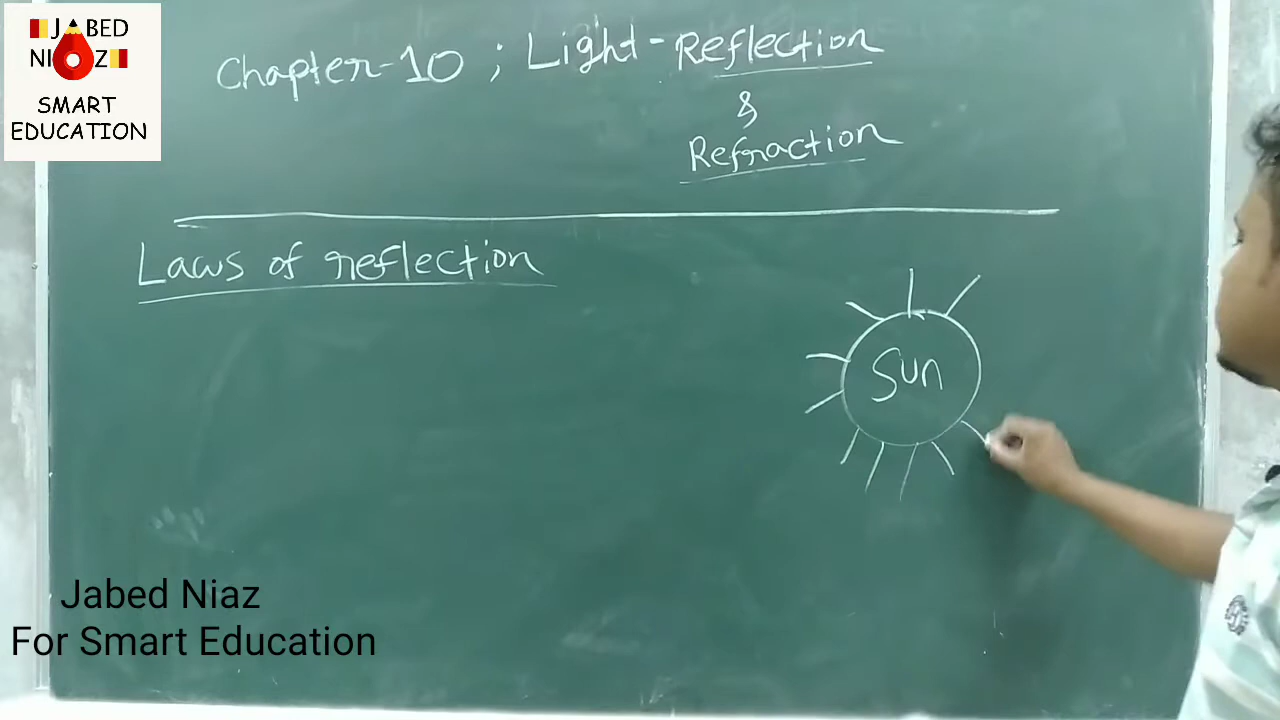 JABED
NIAZ
SMART
EDUCATION
Chapter-10 ; Light - Reflection
&
Refraction
Laws of reflection
Sun
Jabed Niaz
For Smart Education